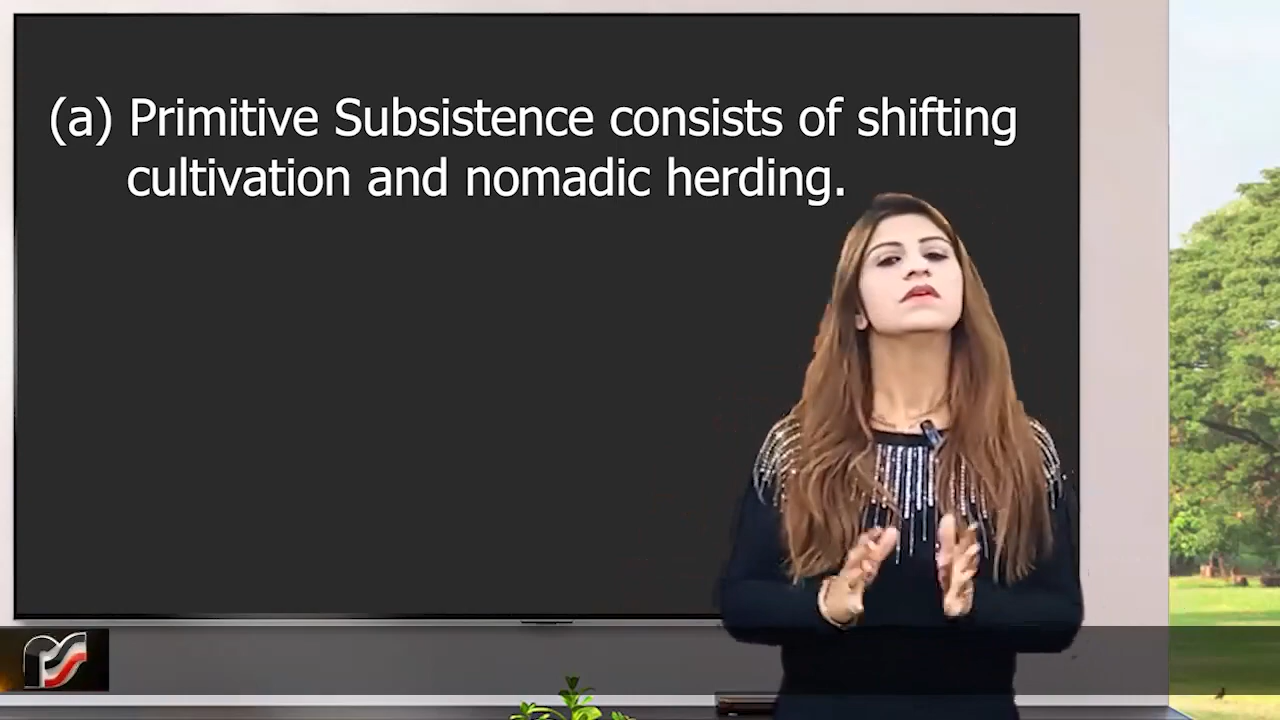 (a) Primitive Subsistence consists of shifting
cultivation and nomadic herding.